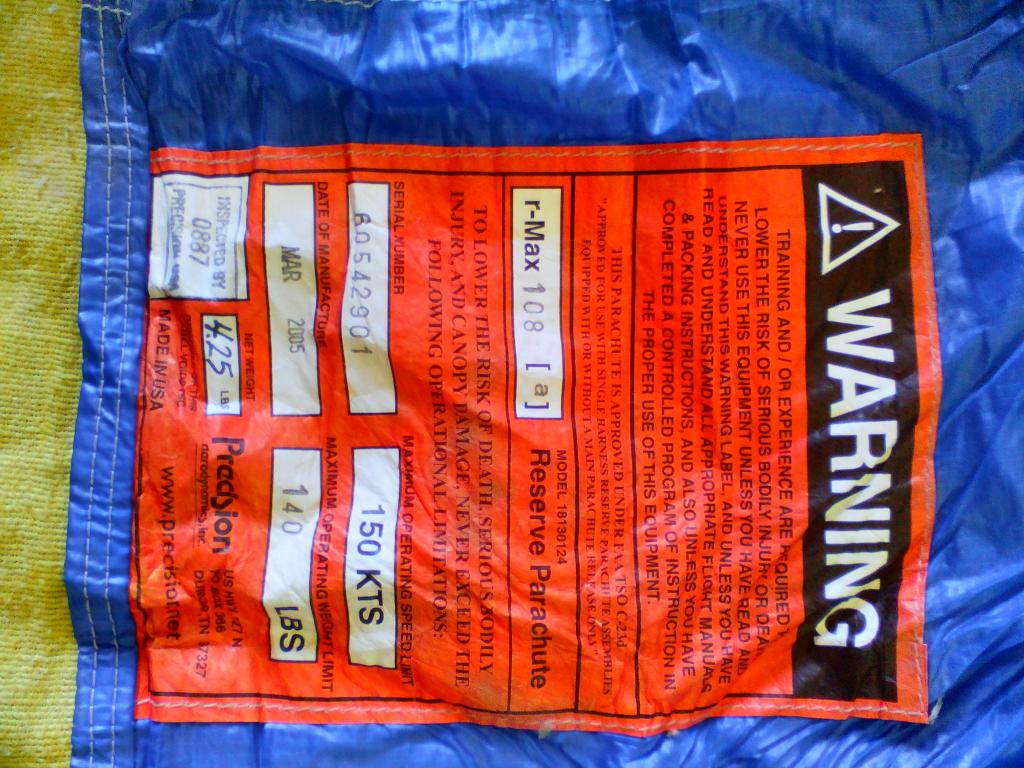 WARNING
TRAINING AND / OR EXPERIENCE ARE REQUIRED
LOWER THE RISK OF SERIOUS BODILY INJURY OR DEATH
NEVER USE THIS EQUIPMENT UNLESS YOU HAVE READ AND
UNDERSTAND THIS WARNING LABEL, AND UNLESS YOU HAVE
READ AND UNDERSTAND ALL APPROPRIATE FLIGHT MANUALS
& PACKING INSTRUCTIONS, AND ALSO UNLESS YOU HAVE
COMPLETED A CONTROLLED PROGRAM OF INSTRUCTION IN
THE PROPER USE OF THIS EQUIPMENT.
THIS PARACHUTE IS APPROVED UNDER FAA TSO C23d
"APPROVED FOR USE WITH SINGLE HARNESS RESERVE PARACHUTE ASSEMBLIES
EQUIPPED WITH OR WITHOUT A MAIN PARACHUTE RELEASE ONLY"
MODEL 18130124
r-Max 108 [a] Reserve Parachute
TO LOWER THE RISK OF DEATH, SERIOUS BODILY
INJURY, AND CANOPY DAMAGE, NEVER EXCEED THE
FOLLOWING OPERATIONAL LIMITATIONS:
SERIAL NUMBER MAXIMUM OPERATING SPEED LIMIT
60542901 150 KTS
DATE OF MANUFACTURE MAXIMUM OPERATING WEIGHT LIMIT
MAR 2005 140 LBS
INSPECTED BY
0087
PRECISION
NET WEIGHT
4.25 LBS
MADE IN USA
Precision
aerodynamics, inc.
US HWY 127 N
PO BOX 386
DUNLAP, TN 37327
www.precision.net